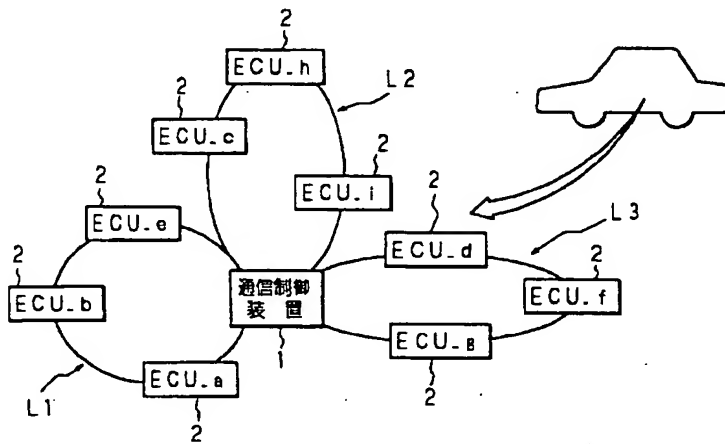 2
ECU_h
L2
2
ECU_c
2
ECU_i
2
ECU_e
2
ECU_d
L3
2
ECU_b
通信制御
装 置
1
2
ECU_f
ECU_g
2
ECU_a
2
L1